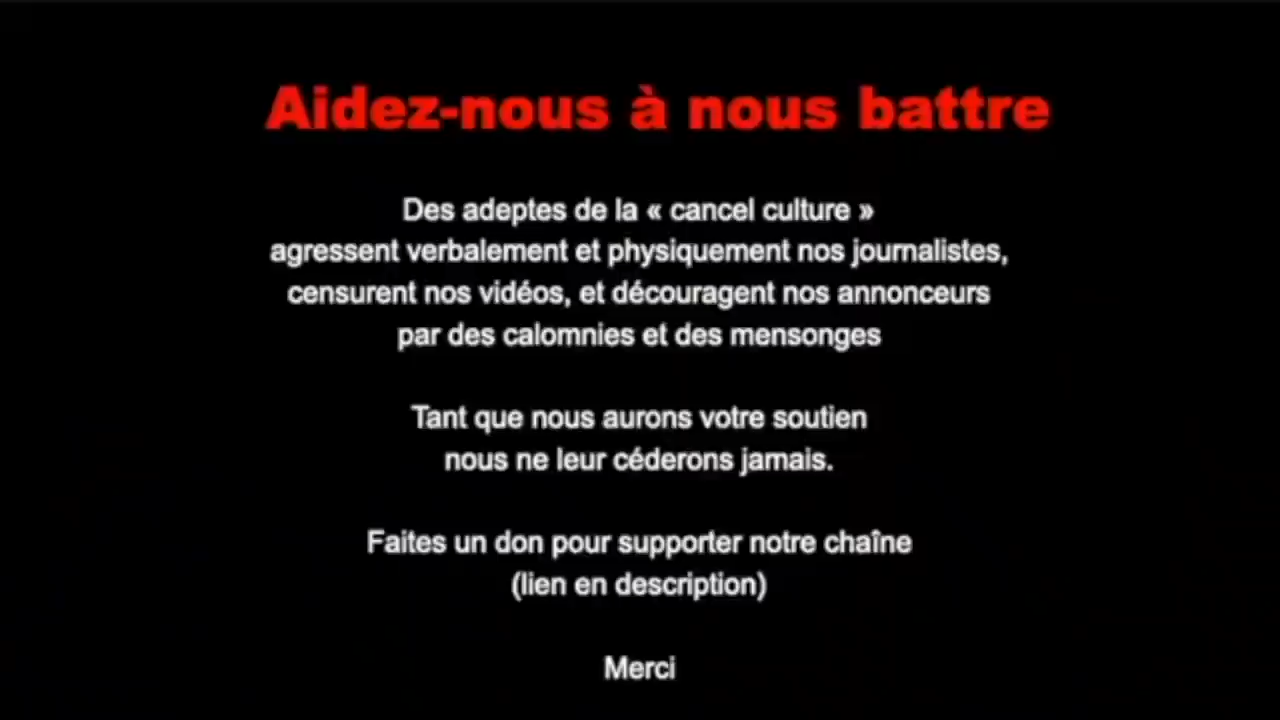 Aidez-nous à nous battre
Des adeptes de la « cancel culture »
agressent verbalement et physiquement nos journalistes,
censurent nos vidéos, et découragent nos annonceurs
par des calomnies et des mensonges
Tant que nous aurons votre soutien
nous ne leur céderons jamais.
Faites un don pour supporter notre chaîne
(lien en description)
Merci